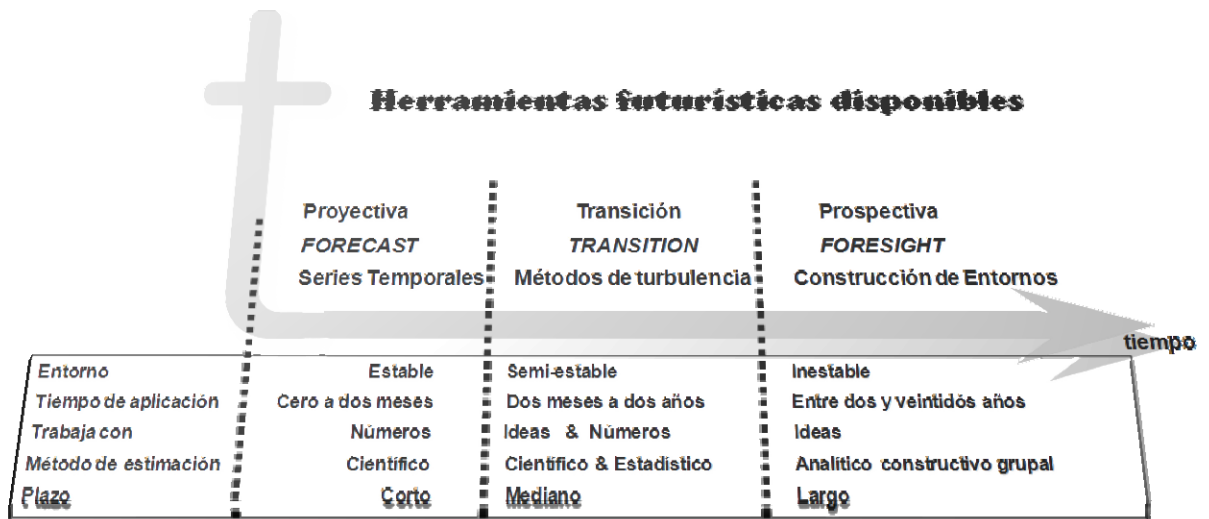 Herramientas futurísticas disponibles
Proyectiva Transición Prospectiva
FORECAST TRANSITION FORESIGHT
Series Temporales Métodos de turbulencia Construcción de Entornos
tiempo
Entorno Estable Semi-estable Inestable
Tiempo de aplicación Cero a dos meses Dos meses a dos años Entre dos y veintidós años
Trabaja con Números Ideas & Números Ideas
Método de estimación Científico Científico & Estadístico Analítico constructivo grupal
Plazo Corto Mediano Largo